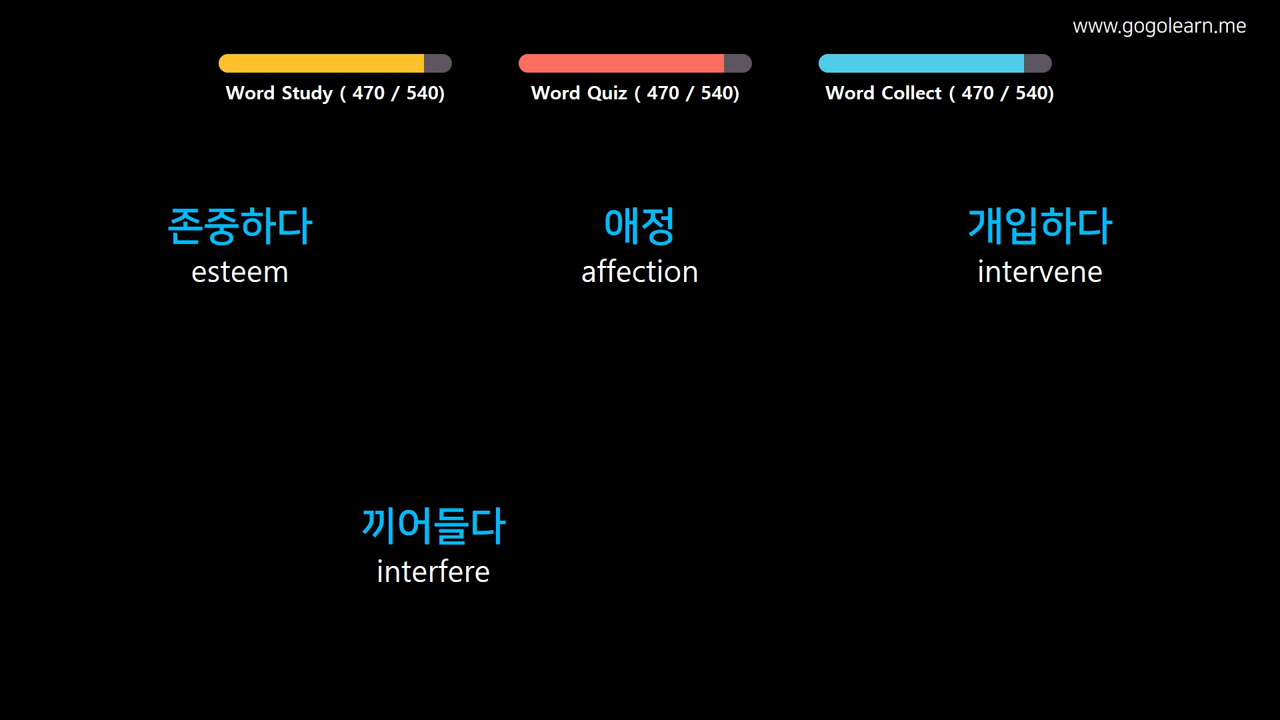 www.gogolearn.me
Word Study ( 470 / 540)
Word Quiz ( 470 / 540)
Word Collect ( 470 / 540)
존중하다
esteem
애정
affection
개입하다
intervene
끼어들다
interfere